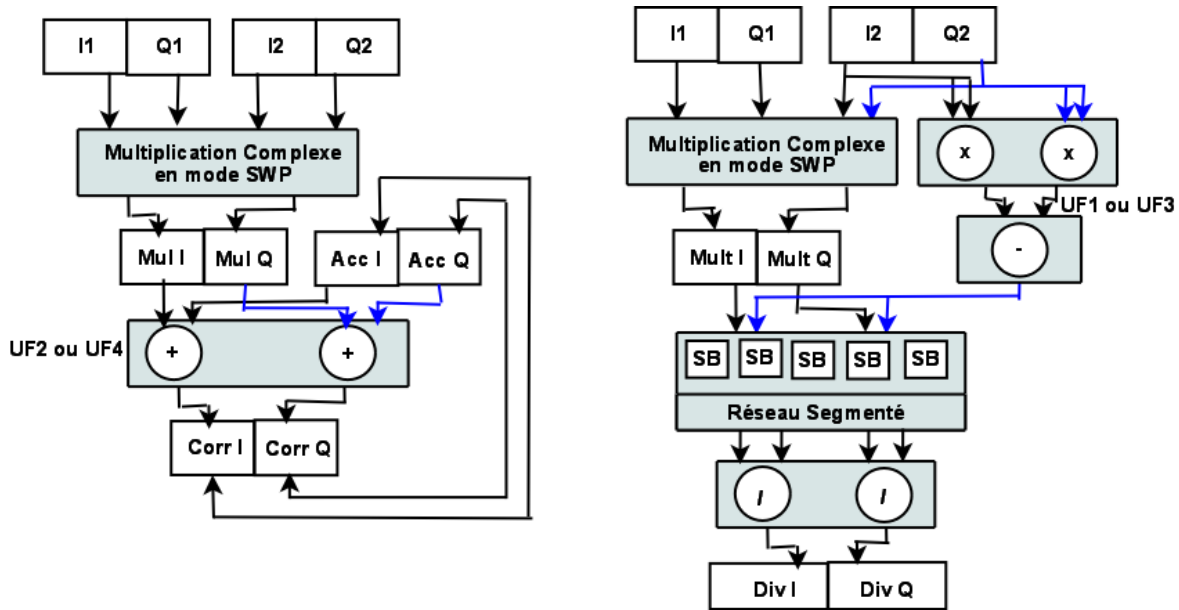 I1
Q1
I2
Q2
Multiplication Complexe
en mode SWP
Mul I
Mul Q
Acc I
Acc Q
UF2 ou UF4
+
+
Corr I
Corr Q
I1
Q1
I2
Q2
Multiplication Complexe
en mode SWP
x
x
UF1 ou UF3
-
Mult I
Mult Q
SB
SB
SB
SB
SB
Réseau Segmenté
/
/
Div I
Div Q